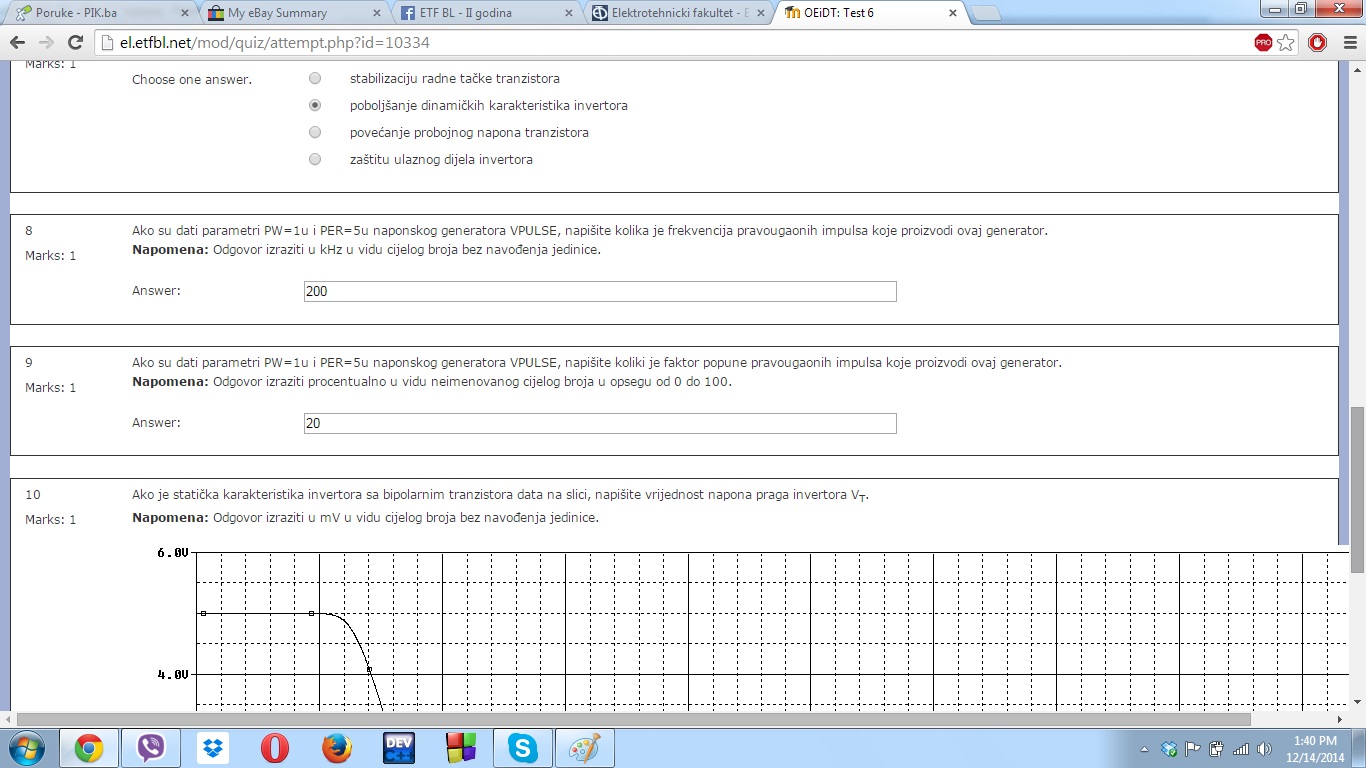 Poruke - PIK.ba
My eBay Summary
ETF BL - II godina
Elektrotehnicki fakultet - E
OEiDT: Test 6
el.etfbl.net/mod/quiz/attempt.php?id=10334
PRO
Marks: 1
Choose one answer.
stabilizaciju radne tačke tranzistora
poboljšanje dinamičkih karakteristika invertora
povećanje probojnog napona tranzistora
zaštitu ulaznog dijela invertora
8
Marks: 1
Ako su dati parametri PW=1u i PER=5u naponskog generatora VPULSE, napišite kolika je frekvencija pravougaonih impulsa koje proizvodi ovaj generator.
Napomena: Odgovor izraziti u kHz u vidu cijelog broja bez navođenja jedinice.
Answer:
200
9
Marks: 1
Ako su dati parametri PW=1u i PER=5u naponskog generatora VPULSE, napišite koliki je faktor popune pravougaonih impulsa koje proizvodi ovaj generator.
Napomena: Odgovor izraziti procentualno u vidu neimenovanog cijelog broja u opsegu od 0 do 100.
Answer:
20
10
Marks: 1
Ako je statička karakteristika invertora sa bipolarnim tranzistora data na slici, napišite vrijednost napona praga invertora VT.
Napomena: Odgovor izraziti u mV u vidu cijelog broja bez navođenja jedinice.
6.0V
4.0V
DEV
C++
1:40 PM
12/14/2014